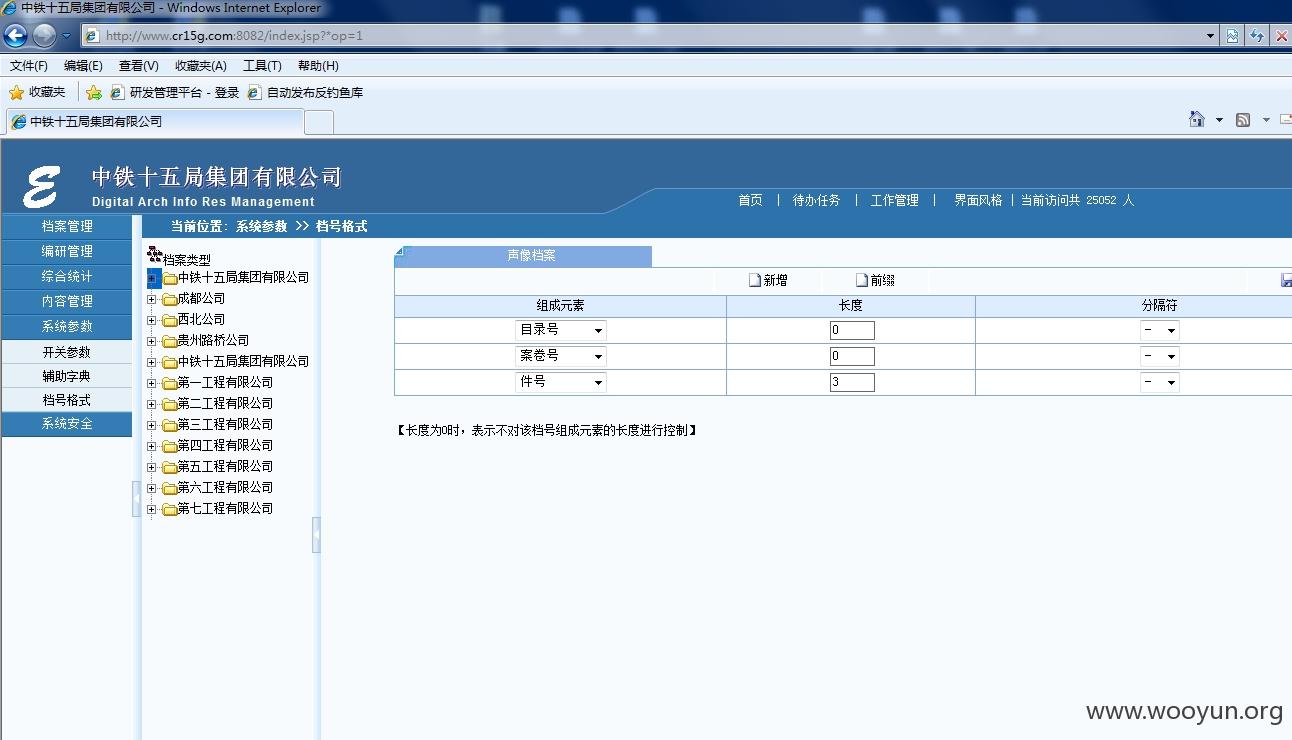 中铁十五局集团有限公司 - Windows Internet Explorer
http://www.cr15g.com:8082/index.jsp?*op=1
文件(F) 编辑(E) 查看(V) 收藏夹(A) 工具(T) 帮助(H)
收藏夹 研发管理平台 - 登录 自动发布反钓鱼库
中铁十五局集团有限公司
中铁十五局集团有限公司
Digital Arch Info Res Management
首页 | 待办任务 | 工作管理 | 界面风格 | 当前访问共 25052 人
档案管理
编研管理
综合统计
内容管理
系统参数
开关参数
辅助字典
档号格式
系统安全
当前位置: 系统参数 >> 档号格式
档案类型
中铁十五局集团有限公司
成都公司
西北公司
贵州路桥公司
中铁十五局集团有限公司
第一工程有限公司
第二工程有限公司
第三工程有限公司
第四工程有限公司
第五工程有限公司
第六工程有限公司
第七工程有限公司
声像档案
新增 前缀
组成元素 长度 分隔符
目录号 0 -
案卷号 0 -
件号 3 -
【长度为0时，表示不对该档号组成元素的长度进行控制】
www.wooyun.org